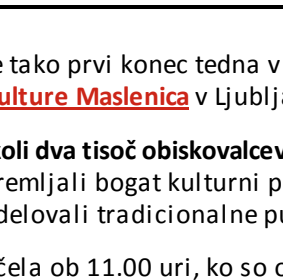 e tako prvi konec tedna v
ulture Maslenica v Ljublj
oli dva tisoč obiskovalcev
remljali bogat kulturni p
delovali tradicionalne pu
čela ob 11.00 uri, ko so